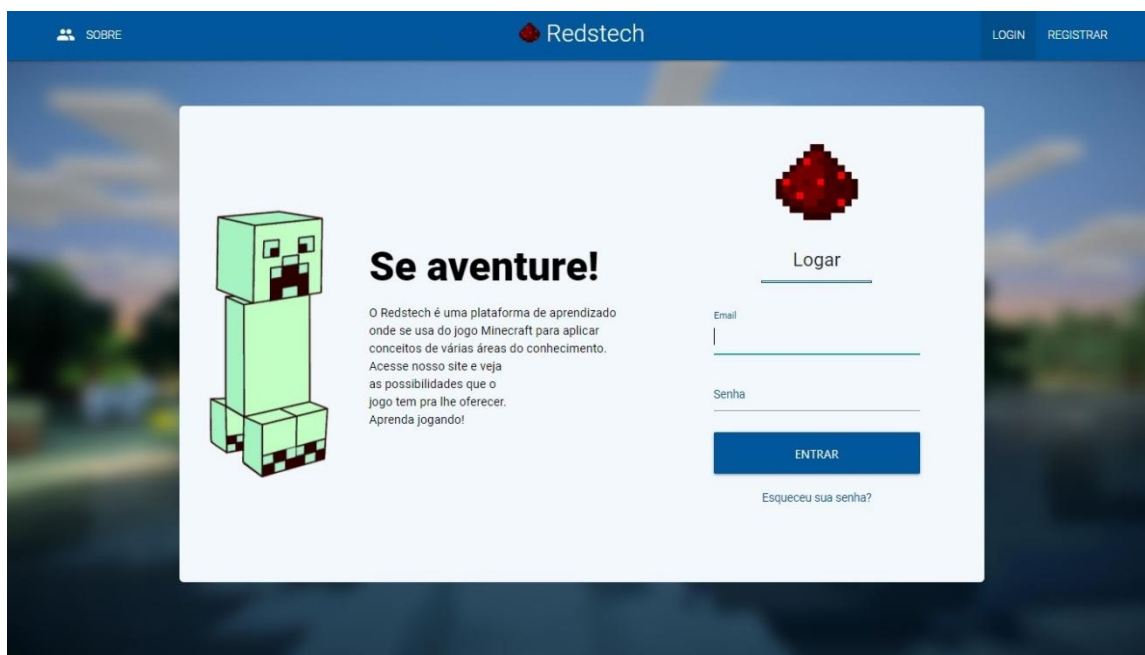 SOBRE
Redstech
LOGIN
REGISTRAR
Se aventure!
O Redstech é uma plataforma de aprendizado
onde se usa do jogo Minecraft para aplicar
conceitos de várias áreas do conhecimento.
Acesse nosso site e veja
as possibilidades que o
jogo tem pra lhe oferecer.
Aprenda jogando!
Logar
Email
Senha
ENTRAR
Esqueceu sua senha?